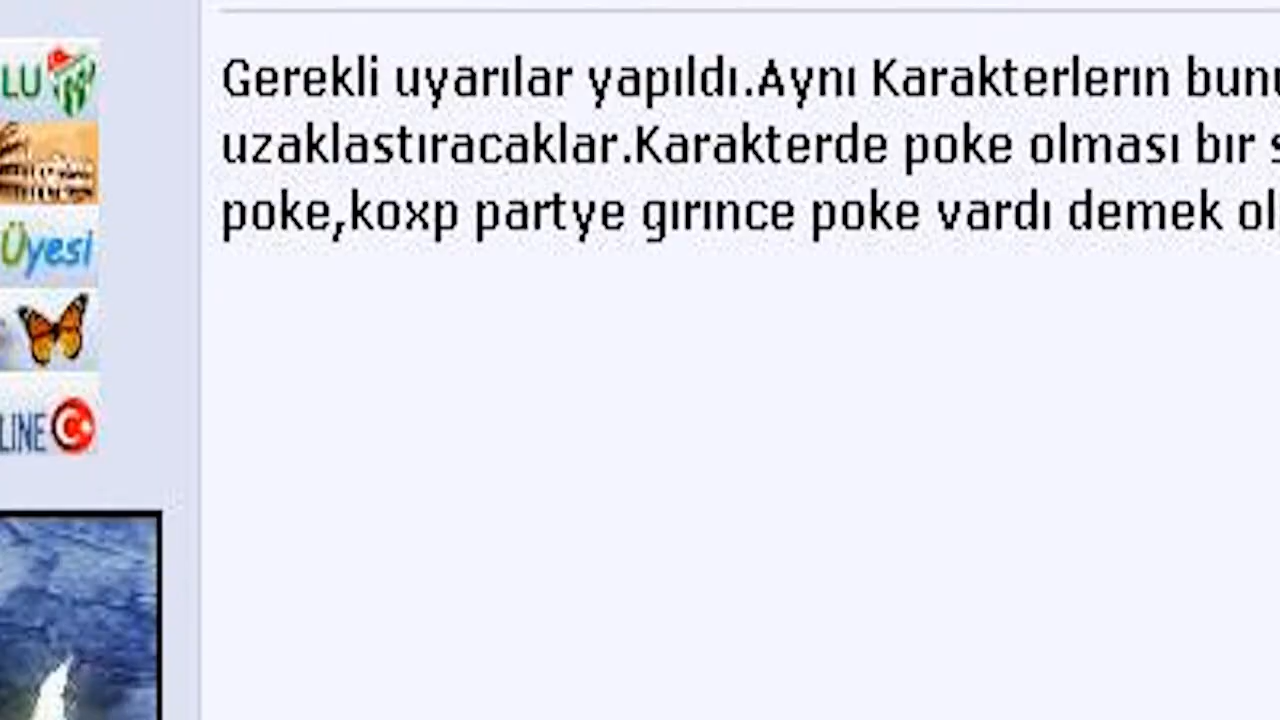 LU
Üyesi
LINE
Gerekli uyarılar yapıldı.Aynı Karakterlerın
uzaklastıracaklar.Karakterde poke olması bır
poke,koxp partye gırınce poke vardı demek